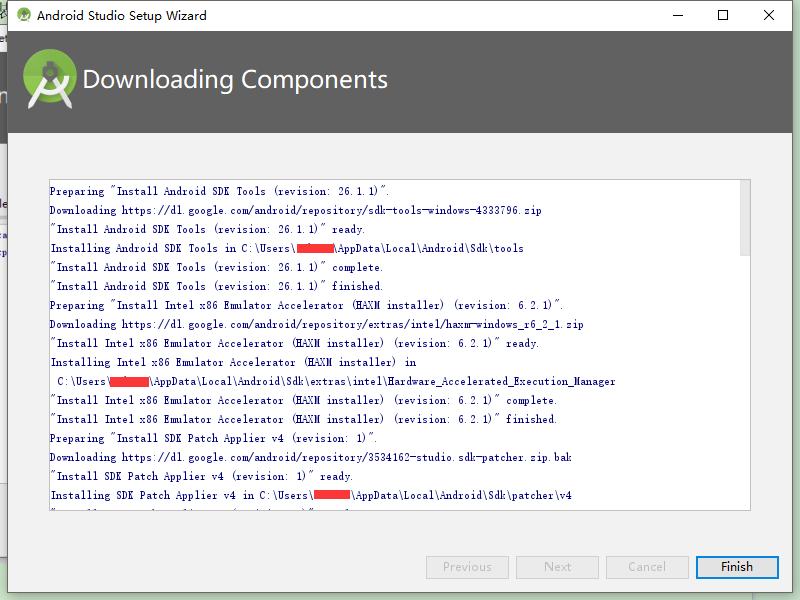 Android Studio Setup Wizard
Downloading Components
Preparing "Install Android SDK Tools (revision: 26.1.1)".
Downloading https://dl.google.com/android/repository/sdk-tools-windows-4333796.zip
"Install Android SDK Tools (revision: 26.1.1)" ready.
Installing Android SDK Tools in C:\Users\ \AppData\Local\Android\Sdk\tools
"Install Android SDK Tools (revision: 26.1.1)" complete.
"Install Android SDK Tools (revision: 26.1.1)" finished.
Preparing "Install Intel x86 Emulator Accelerator (HAXM installer) (revision: 6.2.1)".
Downloading https://dl.google.com/android/repository/extras/intel/haxm-windows_r6_2_1.zip
"Install Intel x86 Emulator Accelerator (HAXM installer) (revision: 6.2.1)" ready.
Installing Intel x86 Emulator Accelerator (HAXM installer) in
C:\Users\ \AppData\Local\Android\Sdk\extras\intel\Hardware_Accelerated_Execution_Manager
"Install Intel x86 Emulator Accelerator (HAXM installer) (revision: 6.2.1)" complete.
"Install Intel x86 Emulator Accelerator (HAXM installer) (revision: 6.2.1)" finished.
Preparing "Install SDK Patch Applier v4 (revision: 1)".
Downloading https://dl.google.com/android/repository/3534162-studio.sdk-patcher.zip.bak
"Install SDK Patch Applier v4 (revision: 1)" ready.
Installing SDK Patch Applier v4 in C:\Users\ \AppData\Local\Android\Sdk\patcher\v4
Previous
Next
Cancel
Finish